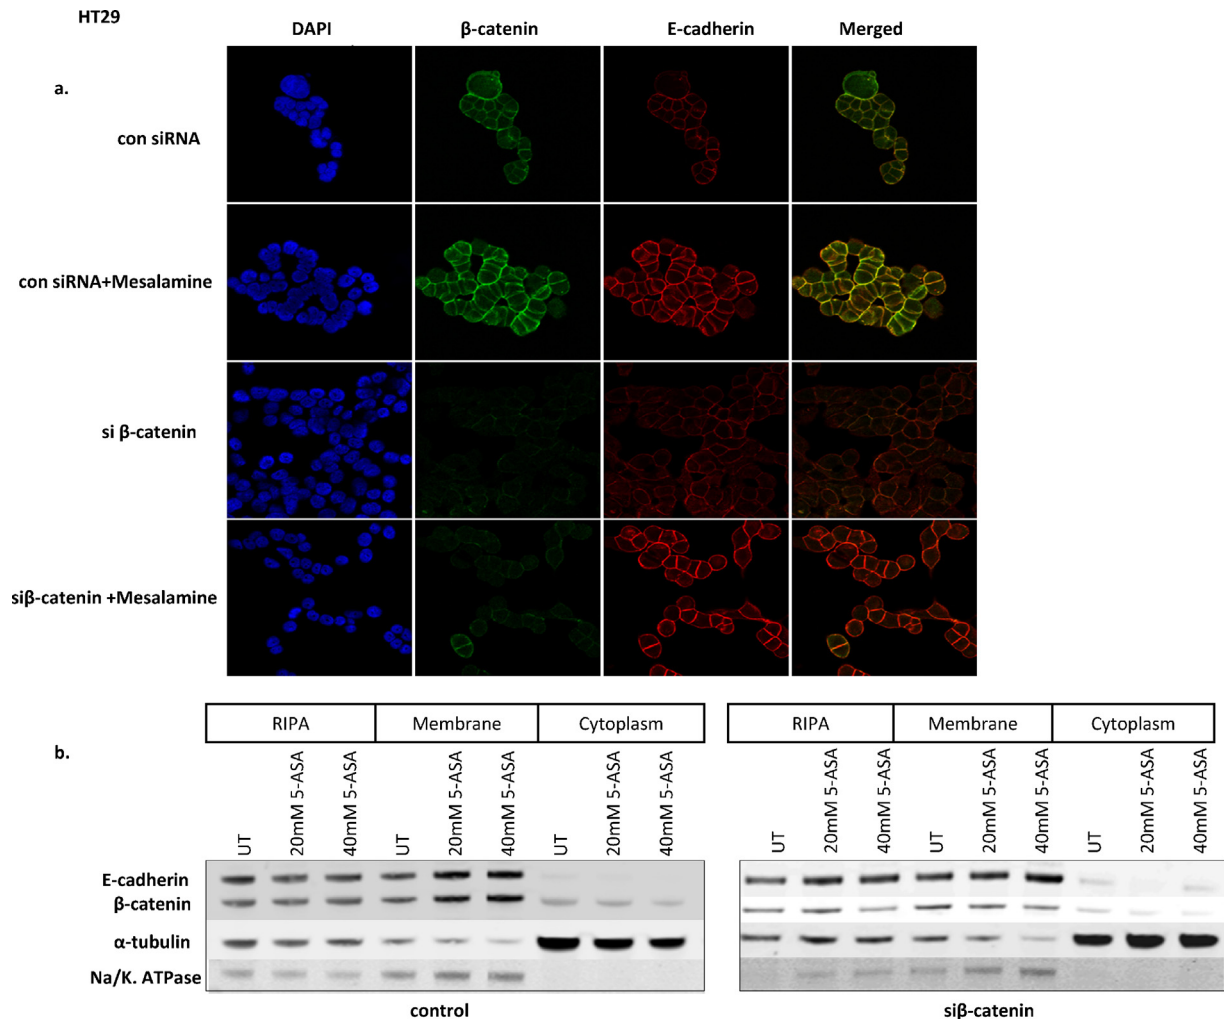 HT29
DAPI β-catenin E-cadherin Merged
a.
con siRNA
con siRNA+Mesalamine
si β-catenin
siβ-catenin +Mesalamine
b.
RIPA Membrane Cytoplasm RIPA Membrane Cytoplasm
UT 20mM 5-ASA 40mM 5-ASA UT 20mM 5-ASA 40mM 5-ASA UT 20mM 5-ASA 40mM 5-ASA UT 20mM 5-ASA 40mM 5-ASA UT 20mM 5-ASA 40mM 5-ASA UT 20mM 5-ASA 40mM 5-ASA
E-cadherin
β-catenin
α-tubulin
Na/K. ATPase
control siβ-catenin